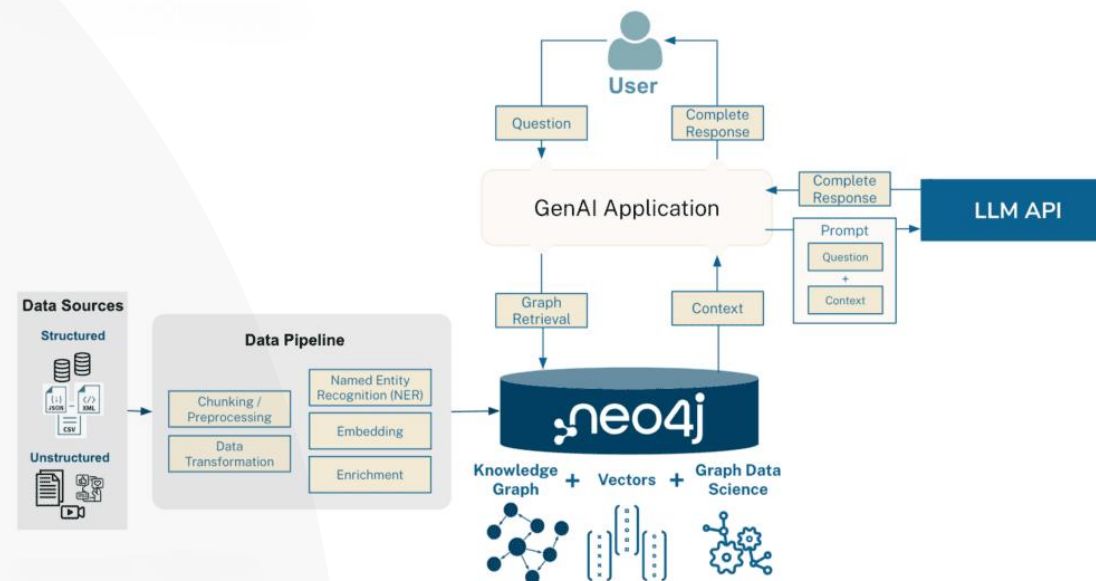 User
Question
Complete
Response
GenAI Application
Complete
Response
LLM API
Prompt
Question
+
Context
Graph
Retrieval
Context
Data Sources
Structured
{;}
JSON
</>
XML
CSV
Unstructured
Data Pipeline
Chunking /
Preprocessing
Data
Transformation
Named Entity
Recognition (NER)
Embedding
Enrichment
neo4j
Knowledge
Graph
+
Vectors
+
Graph Data
Science